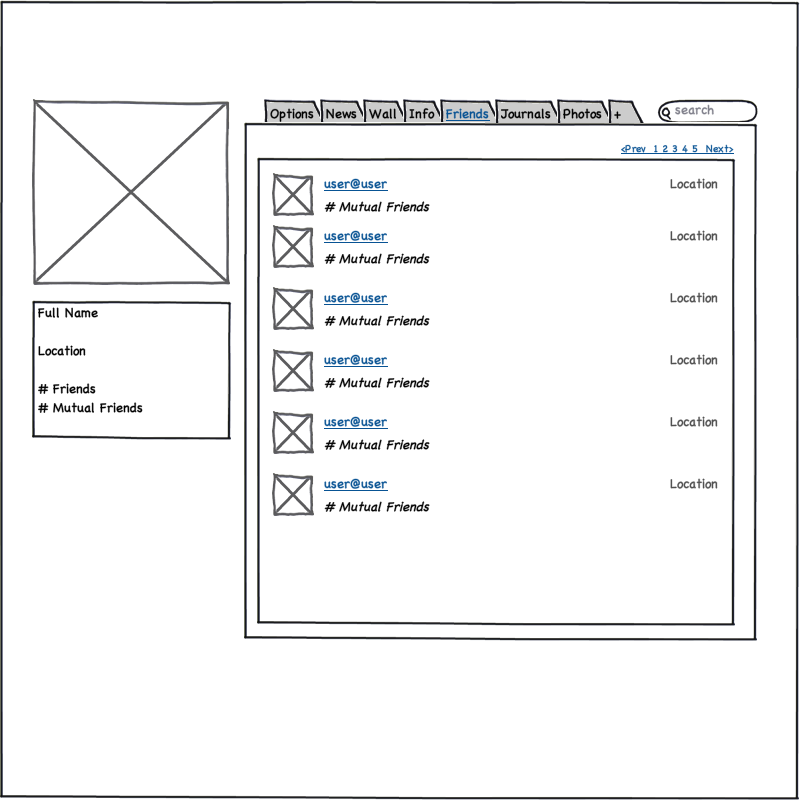 Options News Wall Info Friends Journals Photos + search
<Prev 1 2 3 4 5 Next>
user@user Location
# Mutual Friends
user@user Location
# Mutual Friends
user@user Location
# Mutual Friends
user@user Location
# Mutual Friends
user@user Location
# Mutual Friends
user@user Location
# Mutual Friends
Full Name
Location
# Friends
# Mutual Friends